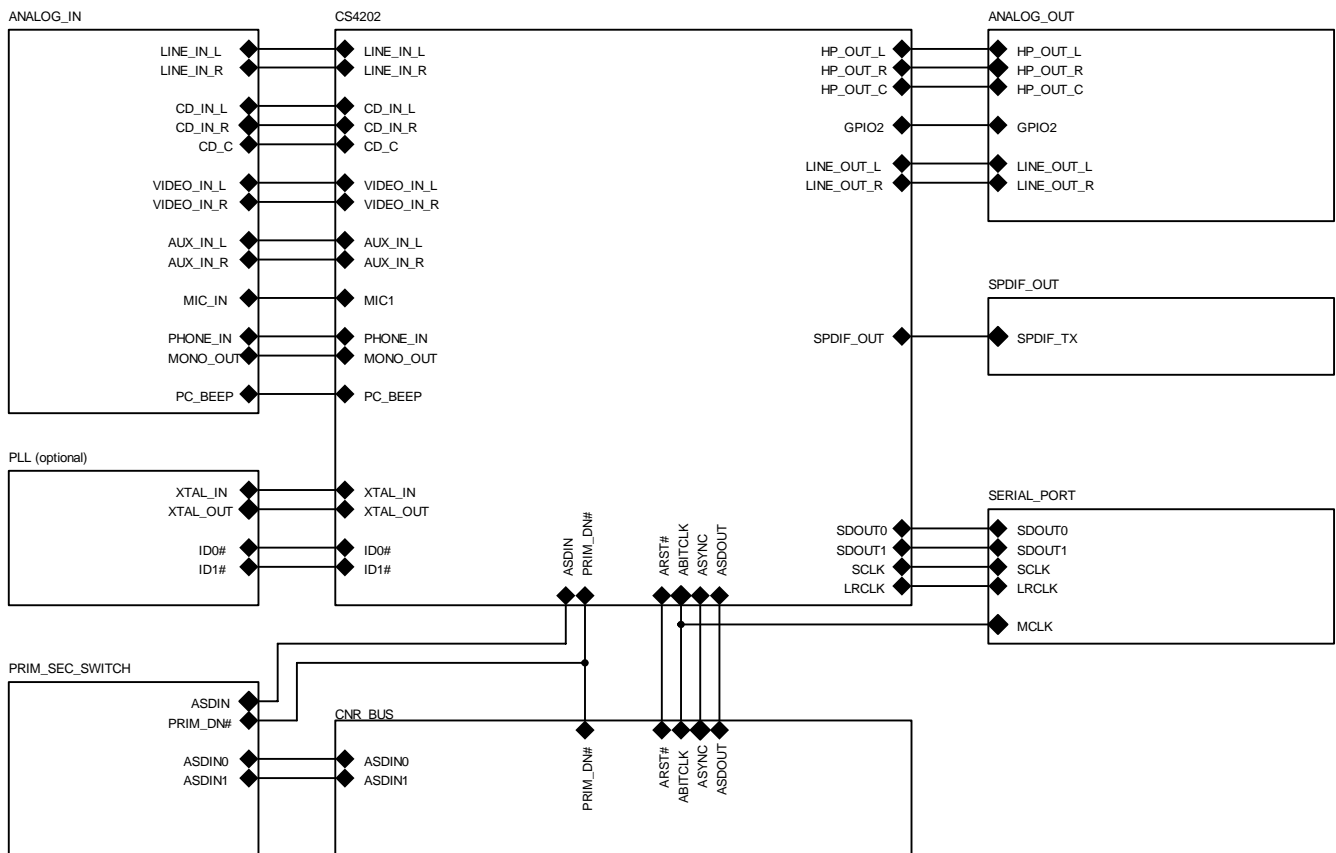 ANALOG_IN
LINE_IN_L
LINE_IN_R
CD_IN_L
CD_IN_R
CD_C
VIDEO_IN_L
VIDEO_IN_R
AUX_IN_L
AUX_IN_R
MIC_IN
PHONE_IN
MONO_OUT
PC_BEEP
CS4202
LINE_IN_L
LINE_IN_R
CD_IN_L
CD_IN_R
CD_C
VIDEO_IN_L
VIDEO_IN_R
AUX_IN_L
AUX_IN_R
MIC1
PHONE_IN
MONO_OUT
PC_BEEP
XTAL_IN
XTAL_OUT
ID0#
ID1#
ASDIN
PRIM_DN#
ARST#
ABITCLK
ASYNC
ASDOUT
HP_OUT_L
HP_OUT_R
HP_OUT_C
GPIO2
LINE_OUT_L
LINE_OUT_R
SPDIF_OUT
SDOUT0
SDOUT1
SCLK
LRCLK
ANALOG_OUT
HP_OUT_L
HP_OUT_R
HP_OUT_C
GPIO2
LINE_OUT_L
LINE_OUT_R
SPDIF_OUT
SPDIF_TX
SERIAL_PORT
SDOUT0
SDOUT1
SCLK
LRCLK
MCLK
PLL (optional)
XTAL_IN
XTAL_OUT
ID0#
ID1#
PRIM_SEC_SWITCH
ASDIN
PRIM_DN#
ASDIN0
ASDIN1
CNR_BUS
ASDIN0
ASDIN1
PRIM_DN#
ARST#
ABITCLK
ASYNC
ASDOUT